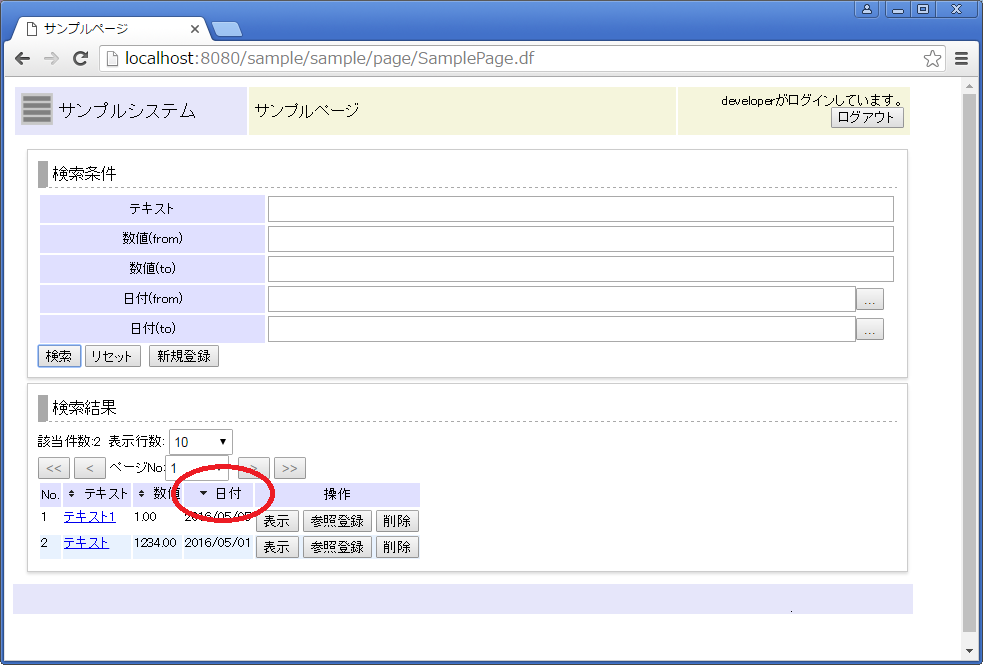 サンプルページ
localhost:8080/sample/sample/page/SamplePage.df
サンプルシステム サンプルページ developerがログインしています。
ログアウト
検索条件
テキスト
数値(from)
数値(to)
日付(from) ...
日付(to) ...
検索 リセット 新規登録
検索結果
該当件数:2 表示行数: 10
<< < ページNo: 1 > >>
No. テキスト 数値 日付 操作
1 テキスト1 1.00 2016/05/05 表示 参照登録 削除
2 テキスト 1234.00 2016/05/01 表示 参照登録 削除